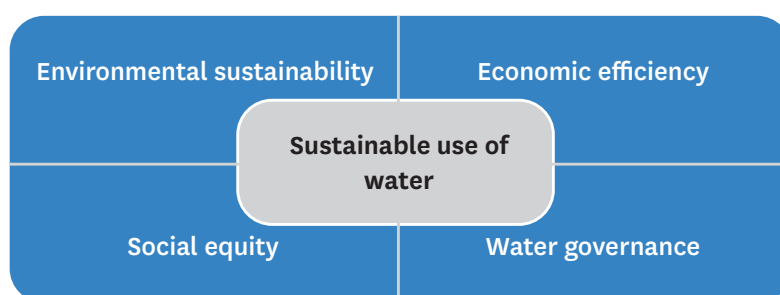 Environmental sustainability
Economic efficiency
Sustainable use of
water
Social equity
Water governance